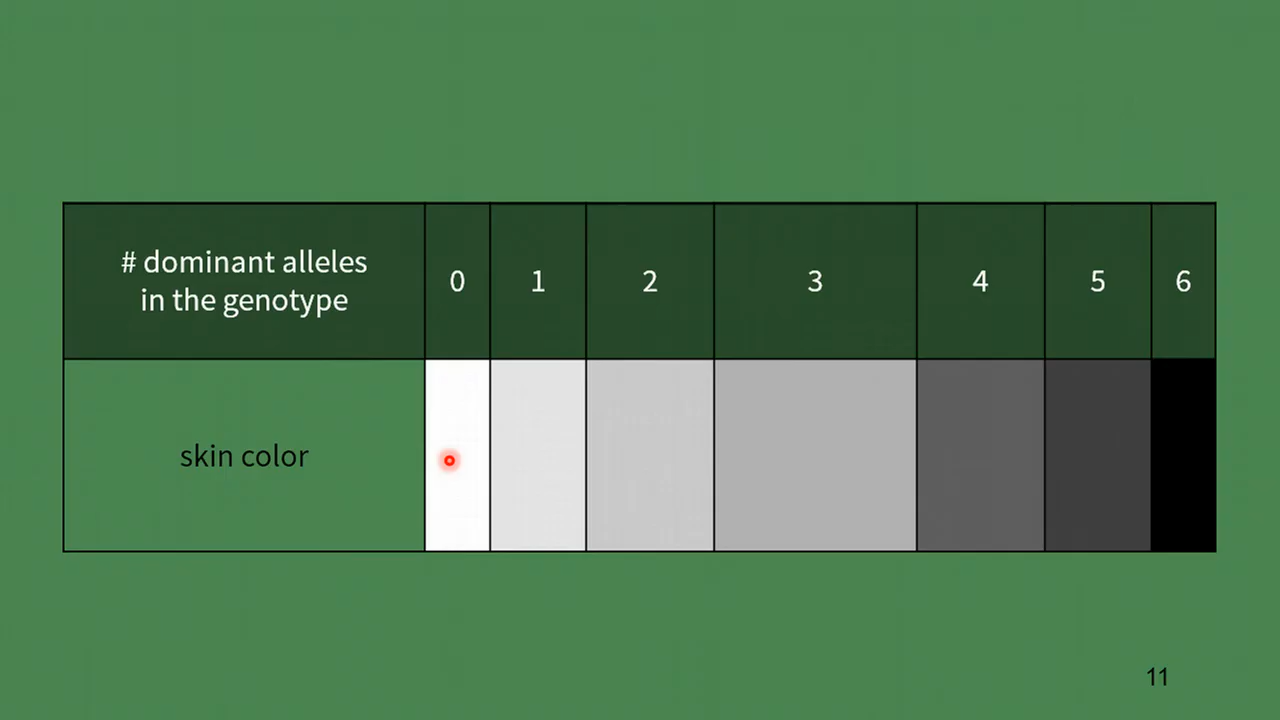 # dominant alleles
in the genotype
0 1 2 3 4 5 6
skin color
11